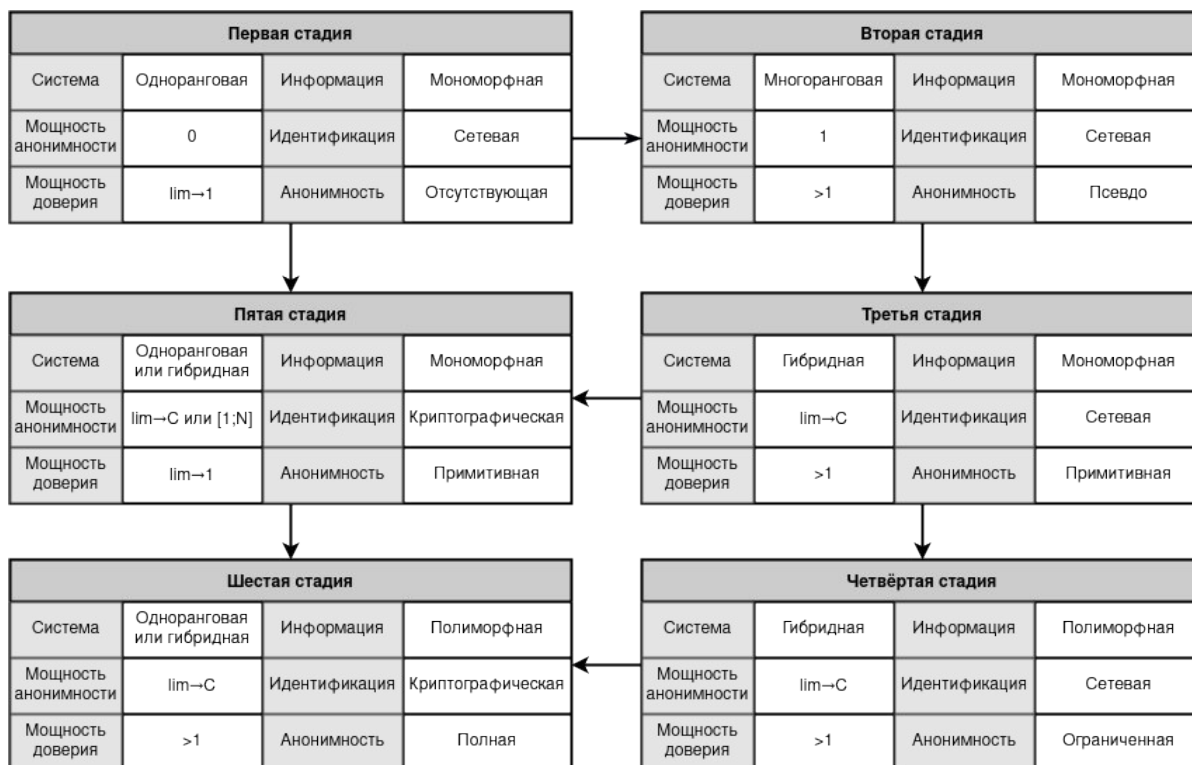 Первая стадия
Система Одноранговая Информация Мономорфная
Мощность
анонимности 0 Идентификация Сетевая
Мощность
доверия lim→1 Анонимность Отсутствующая
Вторая стадия
Система Многоранговая Информация Мономорфная
Мощность
анонимности 1 Идентификация Сетевая
Мощность
доверия >1 Анонимность Псевдо
Пятая стадия
Система Одноранговая
или гибридная Информация Мономорфная
Мощность
анонимности lim→C или [1;N] Идентификация Криптографическая
Мощность
доверия lim→1 Анонимность Примитивная
Третья стадия
Система Гибридная Информация Мономорфная
Мощность
анонимности lim→C Идентификация Сетевая
Мощность
доверия >1 Анонимность Примитивная
Шестая стадия
Система Одноранговая
или гибридная Информация Полиморфная
Мощность
анонимности lim→C Идентификация Криптографическая
Мощность
доверия >1 Анонимность Полная
Четвёртая стадия
Система Гибридная Информация Полиморфная
Мощность
анонимности lim→C Идентификация Сетевая
Мощность
доверия >1 Анонимность Ограниченная